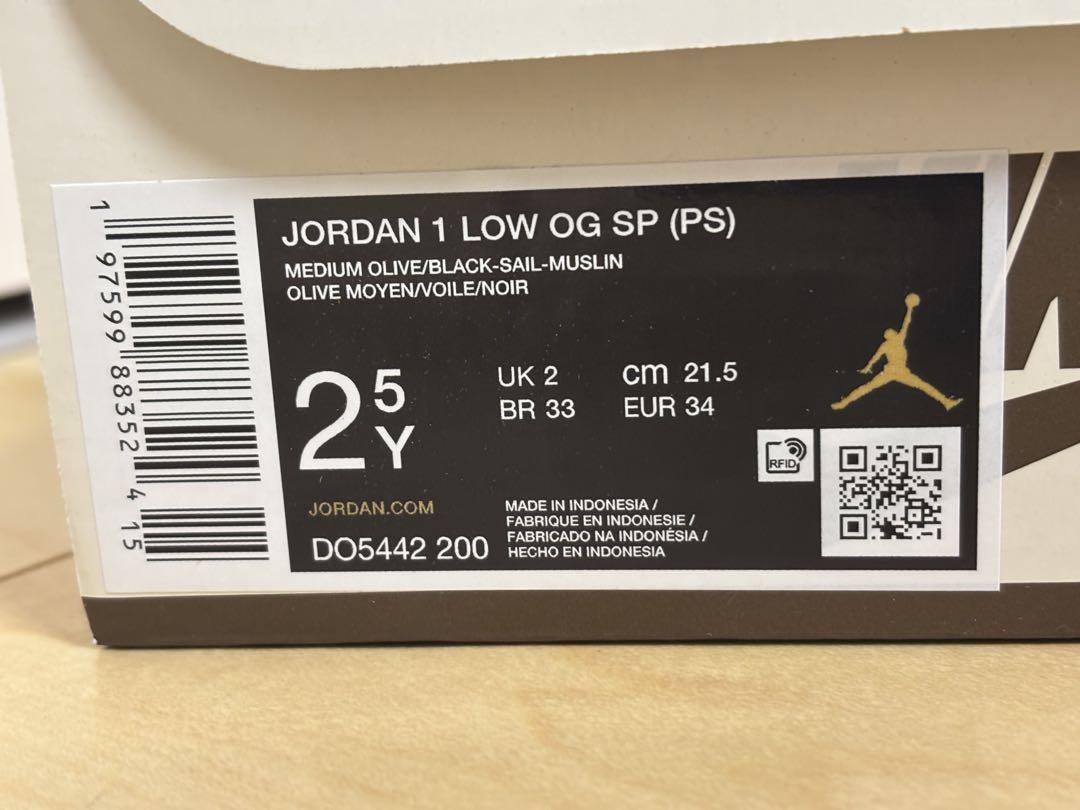 1 97599 88352 4 15
JORDAN 1 LOW OG SP (PS)
MEDIUM OLIVE/BLACK-SAIL-MUSLIN
OLIVE MOYEN/VOILE/NOIR
2 5 Y
UK 2 cm 21.5
BR 33 EUR 34
RFID
JORDAN.COM
DO5442 200
MADE IN INDONESIA /
FABRIQUE EN INDONESIE /
FABRICADO NA INDONÉSIA /
HECHO EN INDONESIA